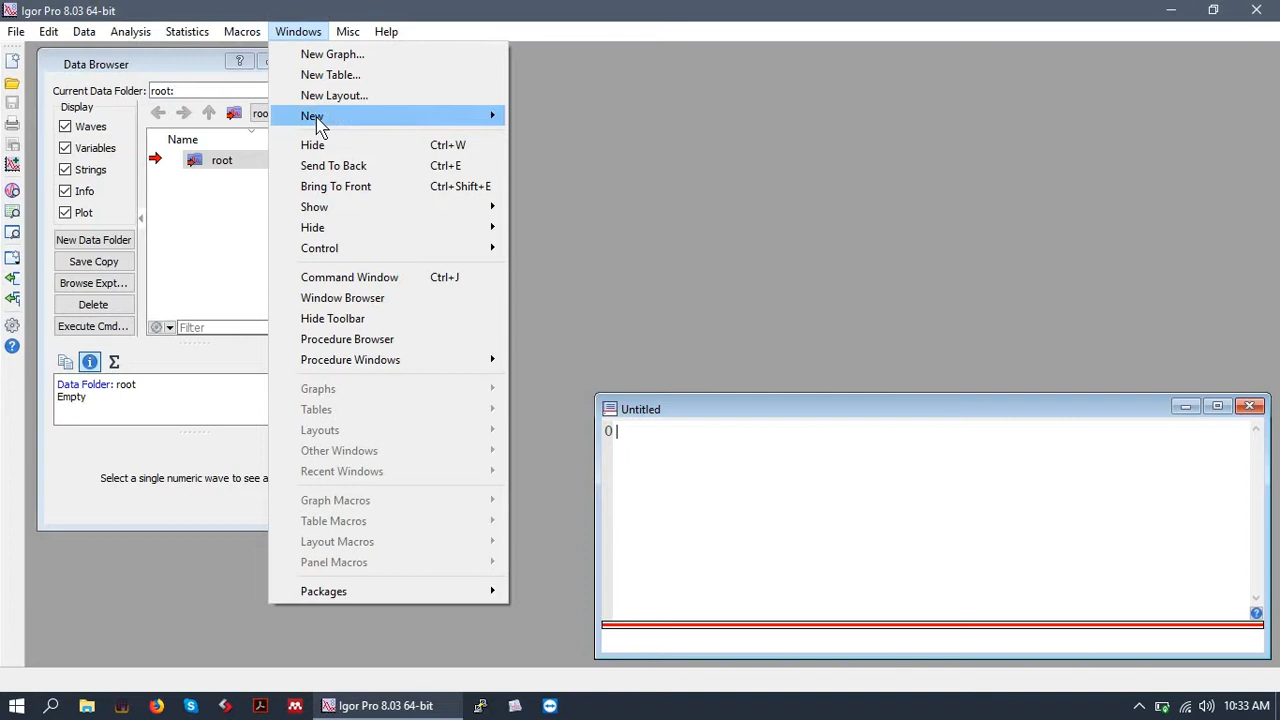 Igor Pro 8.03 64-bit
File Edit Data Analysis Statistics Macros Windows Misc Help
Data Browser
Current Data Folder: root:
Display
Waves
Variables
Strings
Info
Plot
New Data Folder
Save Copy
Browse Expt...
Delete
Execute Cmd...
Name
root
Filter
Data Folder: root
Empty
Select a single numeric wave to see a
New Graph...
New Table...
New Layout...
New
Hide Ctrl+W
Send To Back Ctrl+E
Bring To Front Ctrl+Shift+E
Show
Hide
Control
Command Window Ctrl+J
Window Browser
Hide Toolbar
Procedure Browser
Procedure Windows
Graphs
Tables
Layouts
Other Windows
Recent Windows
Graph Macros
Table Macros
Layout Macros
Panel Macros
Packages
Untitled
0
Igor Pro 8.03 64-bit
10:33 AM